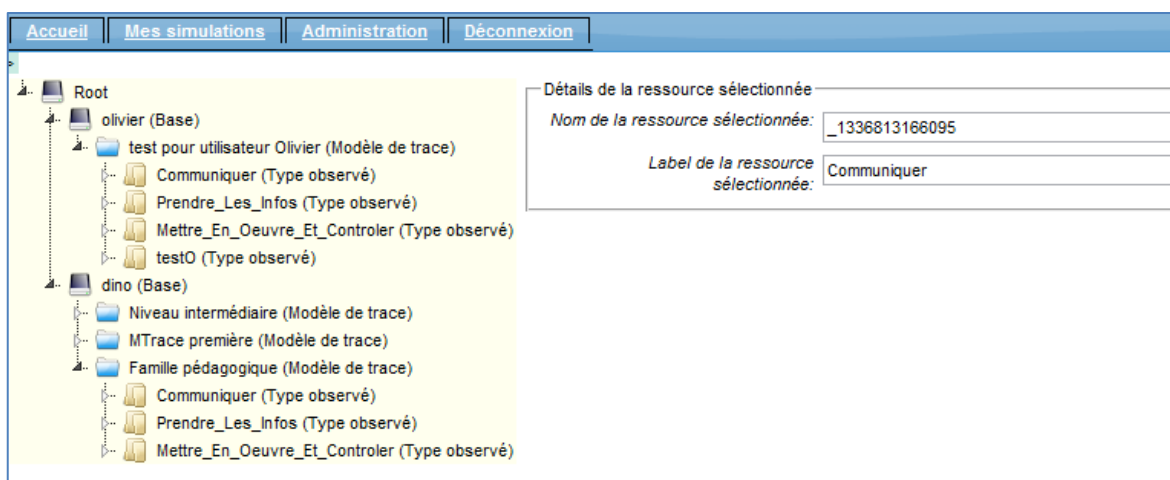 Accueil Mes simulations Administration Déconnexion
Root
olivier (Base)
test pour utilisateur Olivier (Modèle de trace)
Communiquer (Type observé)
Prendre_Les_Infos (Type observé)
Mettre_En_Oeuvre_Et_Controler (Type observé)
testO (Type observé)
dino (Base)
Niveau intermédiaire (Modèle de trace)
MTrace première (Modèle de trace)
Famille pédagogique (Modèle de trace)
Communiquer (Type observé)
Prendre_Les_Infos (Type observé)
Mettre_En_Oeuvre_Et_Controler (Type observé)
Détails de la ressource sélectionnée
Nom de la ressource sélectionnée: _1336813166095
Label de la ressource
sélectionnée: Communiquer